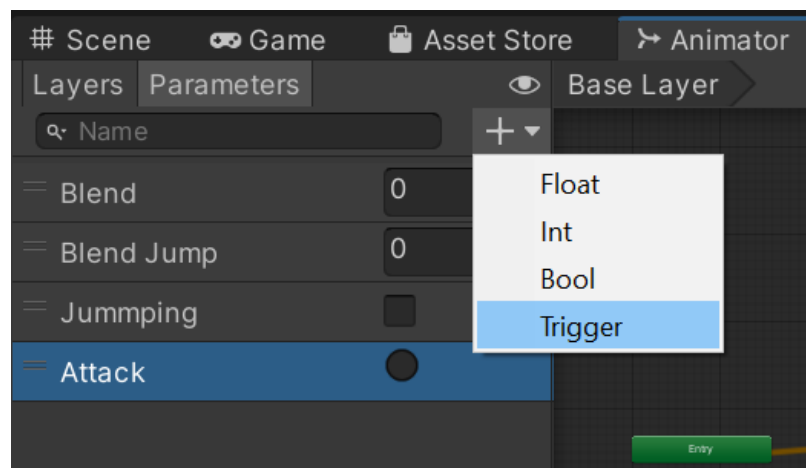 Scene Game Asset Store Animator
Layers Parameters Base Layer
Name
Blend 0
Blend Jump 0
Jummping
Attack
Float
Int
Bool
Trigger
Entry